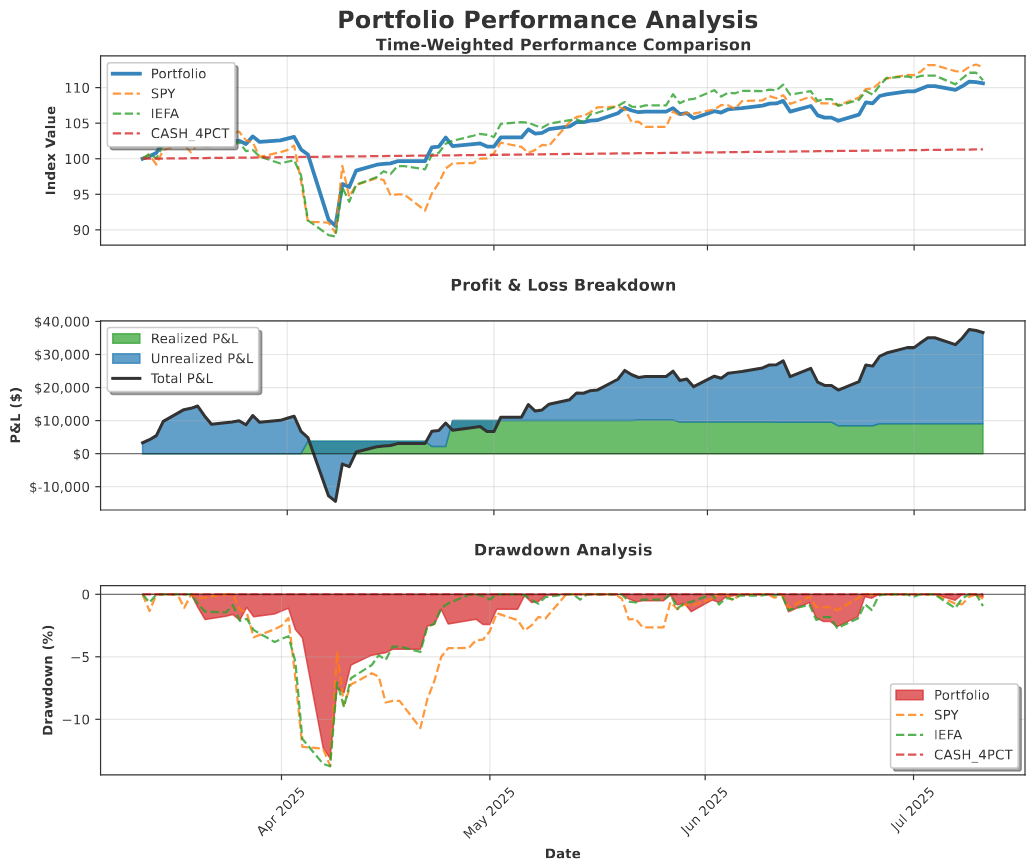 Portfolio Performance Analysis
Time-Weighted Performance Comparison
Index Value
110
105
100
95
90
Portfolio
SPY
IEFA
CASH_4PCT
Profit & Loss Breakdown
P&L ($)
$40,000
$30,000
$20,000
$10,000
$0
$-10,000
Realized P&L
Unrealized P&L
Total P&L
Drawdown Analysis
Drawdown (%)
0
−5
−10
Portfolio
SPY
IEFA
CASH_4PCT
Apr 2025
May 2025
Jun 2025
Jul 2025
Date